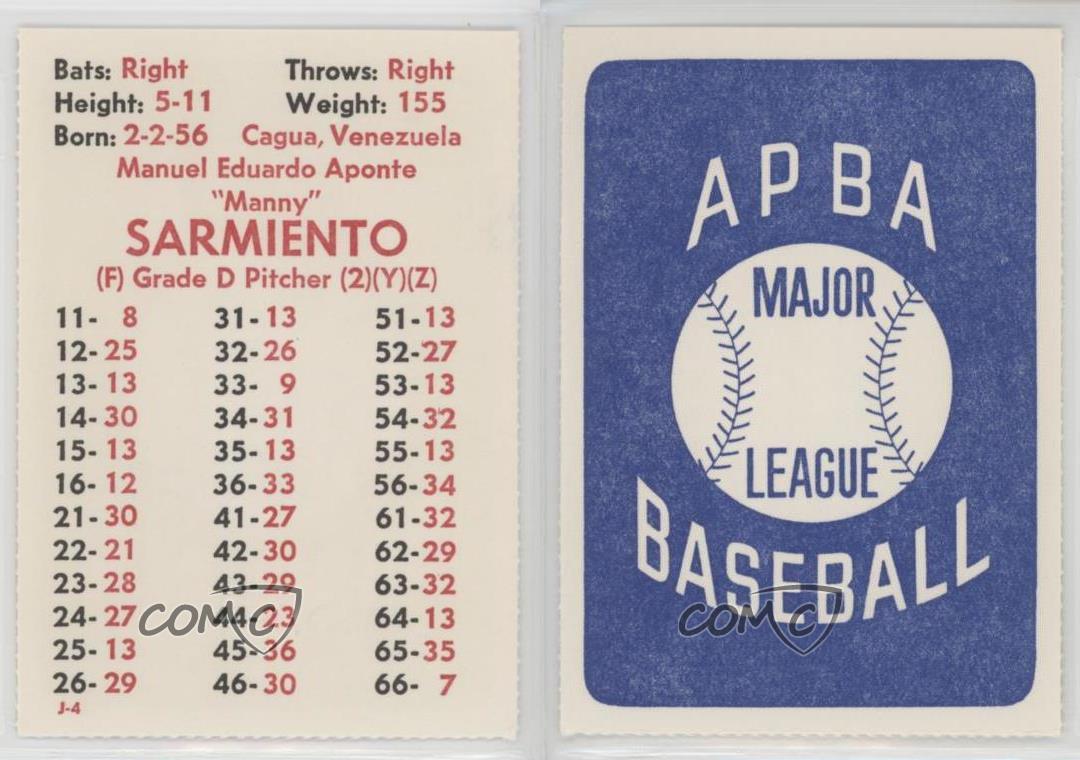 Bats: Right Throws: Right
Height: 5-11 Weight: 155
Born: 2-2-56 Cagua, Venezuela
Manuel Eduardo Aponte
"Manny"
SARMIENTO
(F) Grade D Pitcher (2)(Y)(Z)
11- 8 31-13 51-13
12-25 32-26 52-27
13-13 33- 9 53-13
14-30 34-31 54-32
15-13 35-13 55-13
16-12 36-33 56-34
21-30 41-27 61-32
22-21 42-30 62-29
23-28 43-29 63-32
24-27 44-23 64-13
25-13 45-36 65-35
26-29 46-30 66- 7
J-4
COMC
APBA
MAJOR
LEAGUE
BASEBALL
COMC